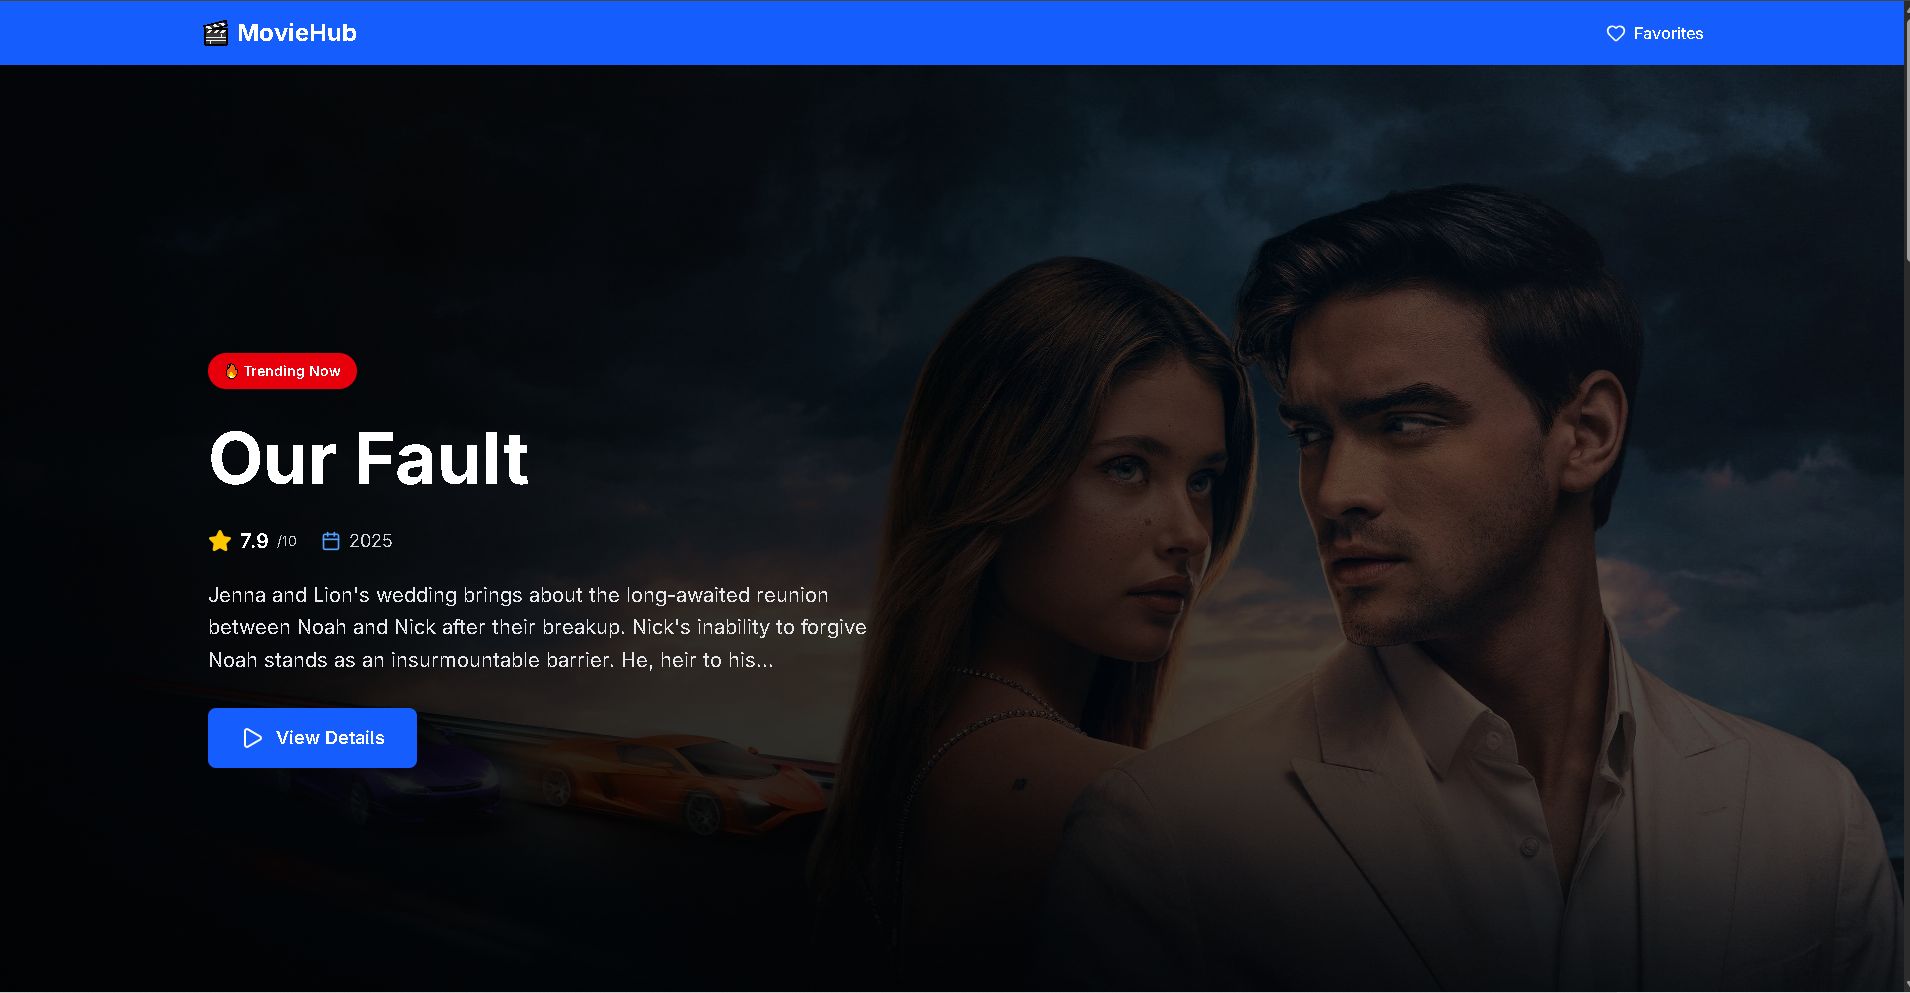 MovieHub
Favorites
Trending Now
Our Fault
7.9 /10 2025
Jenna and Lion's wedding brings about the long-awaited reunion
between Noah and Nick after their breakup. Nick's inability to forgive
Noah stands as an insurmountable barrier. He, heir to his...
View Details